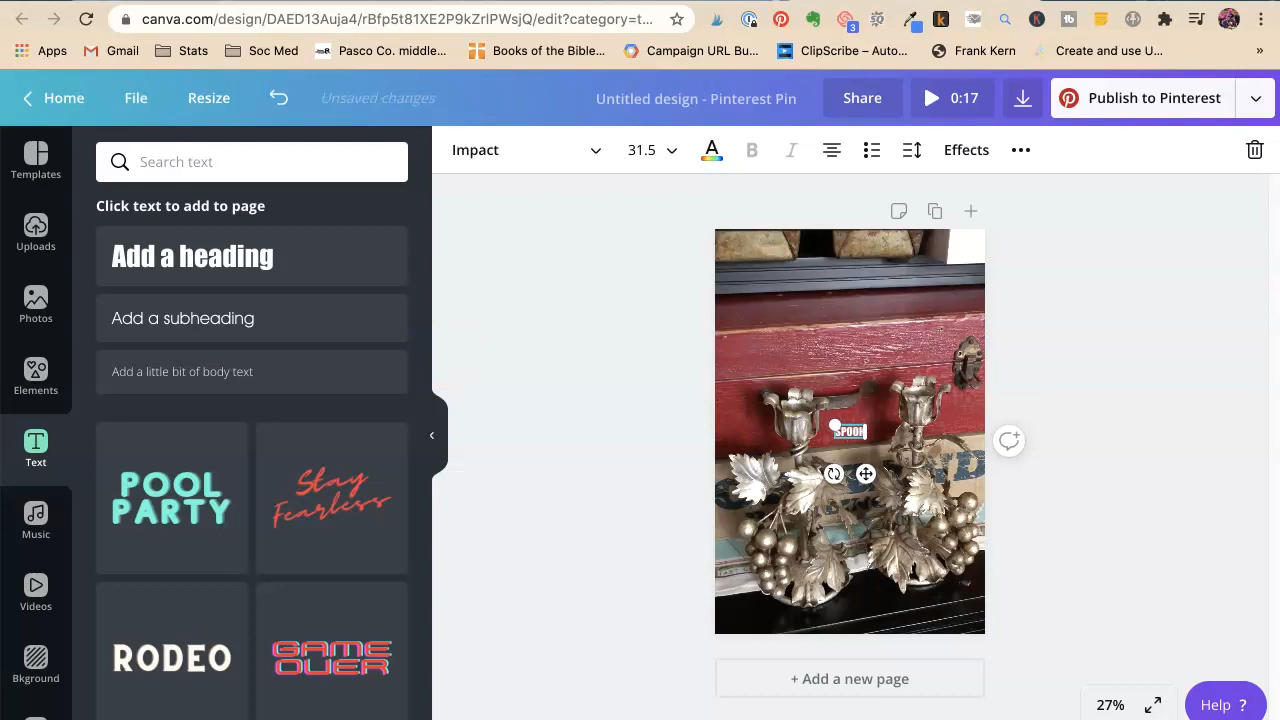 canva.com/design/DAED13Auja4/rBfp5t81XE2P9kZrlPWsjQ/edit?category=t...
3
Apps
Gmail
Stats
Soc Med
Pasco Co. middle...
Books of the Bible...
Campaign URL Bu...
ClipScribe – Auto...
Frank Kern
Create and use U...
»
Home
File
Resize
Unsaved changes
Untitled design - Pinterest Pin
Share
0:17
Publish to Pinterest
Templates
Uploads
Photos
Elements
Text
Music
Videos
Bkground
Search text
Click text to add to page
Add a heading
Add a subheading
Add a little bit of body text
POOL
PARTY
Stay
Fearless
RODEO
GAME
OVER
Impact
31.5
A
B
I
Effects
SPOOK
+ Add a new page
27%
Help ?